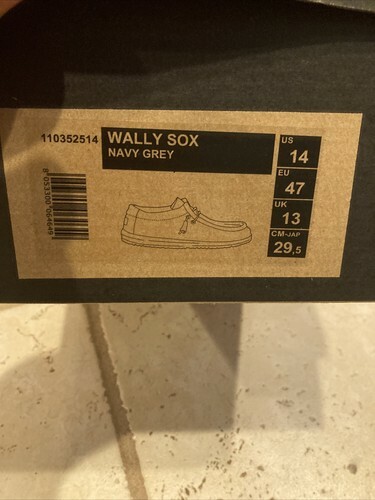 110352514
WALLY SOX
NAVY GREY
US
14
EU
47
UK
13
CM-JAP
29,5